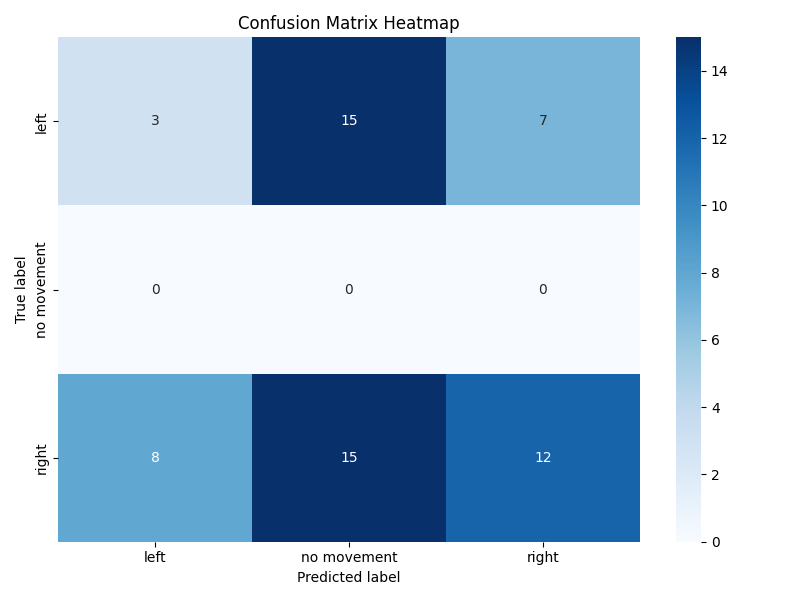 Confusion Matrix Heatmap
True label
left
3 15 7
no movement
0 0 0
right
8 15 12
left no movement right
Predicted label
14
12
10
8
6
4
2
0